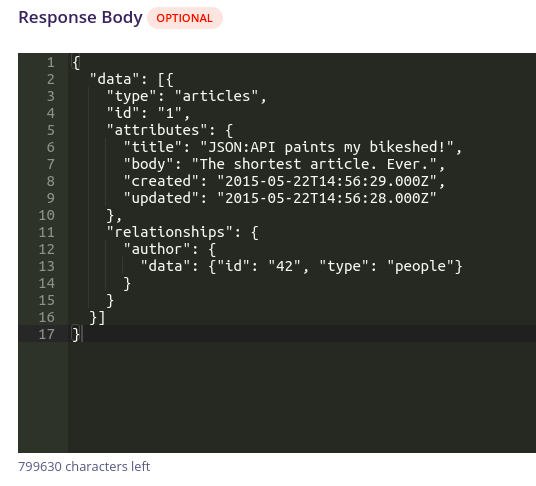 Response Body OPTIONAL
1 {
2   "data": [{
3     "type": "articles",
4     "id": "1",
5     "attributes": {
6       "title": "JSON:API paints my bikeshed!",
7       "body": "The shortest article. Ever.",
8       "created": "2015-05-22T14:56:29.000Z",
9       "updated": "2015-05-22T14:56:28.000Z"
10     },
11     "relationships": {
12       "author": {
13         "data": {"id": "42", "type": "people"}
14       }
15     }
16   }]
17 }
799630 characters left